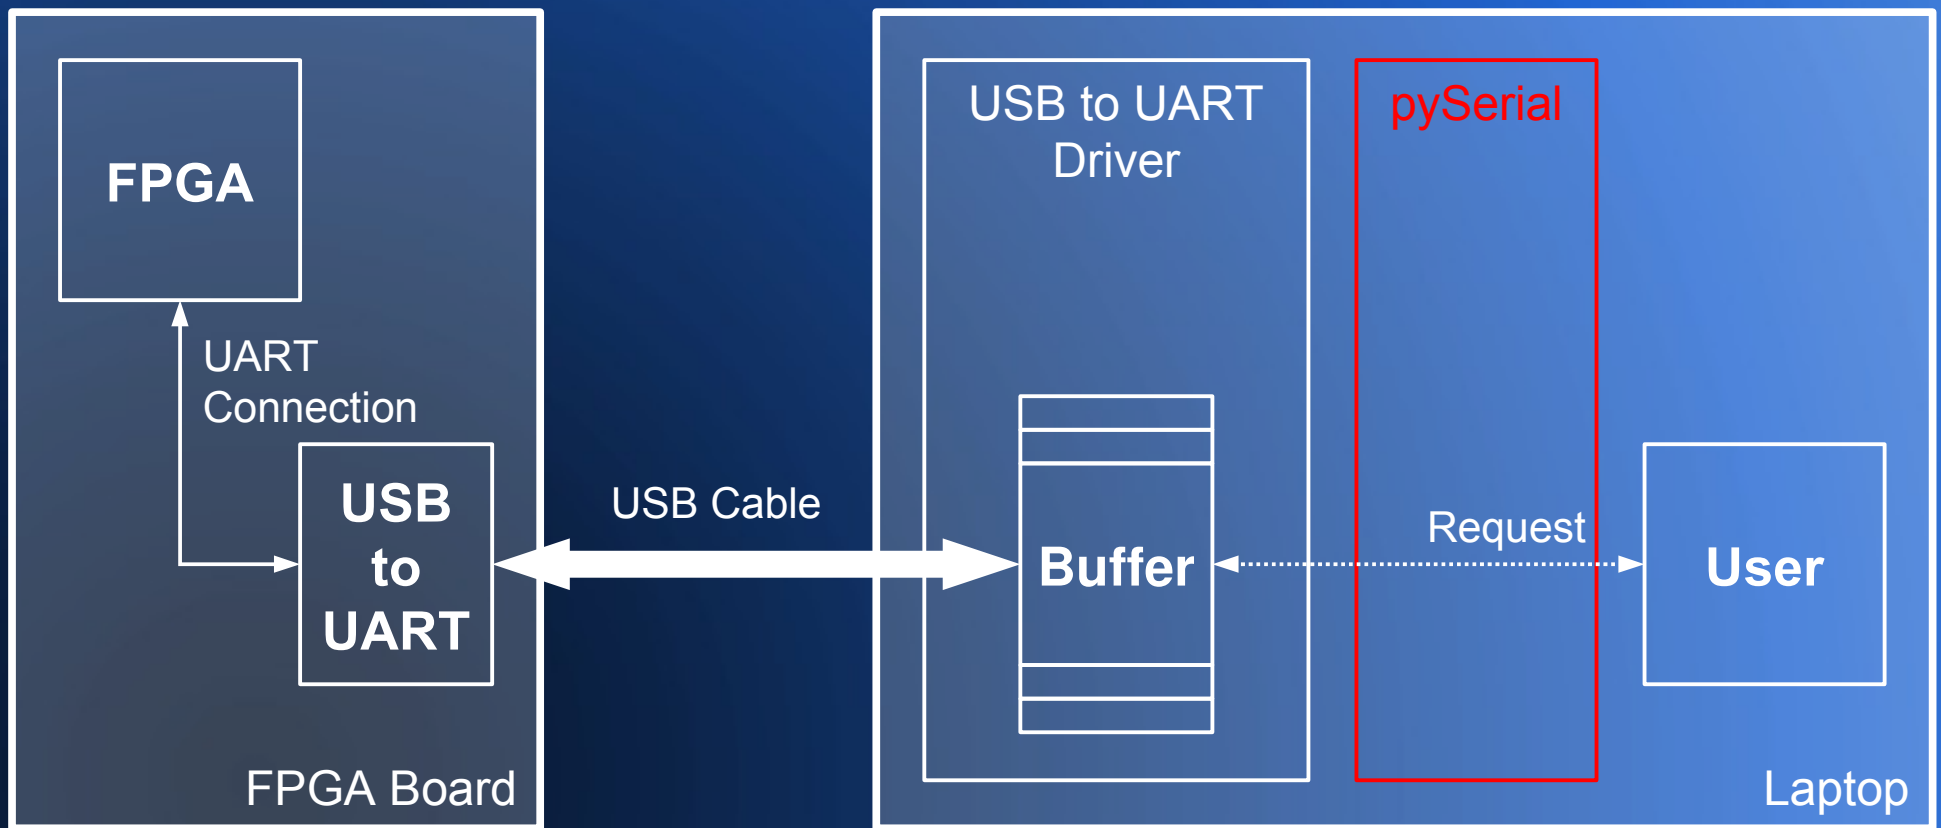 FPGA
UART
Connection
USB
to
UART
FPGA Board
USB Cable
USB to UART
Driver
Buffer
pySerial
Request
User
Laptop